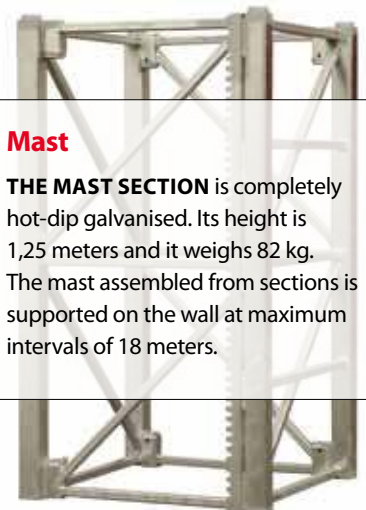 Mast
THE MAST SECTION is completely
hot-dip galvanised. Its height is
1,25 meters and it weighs 82 kg.
The mast assembled from sections is
supported on the wall at maximum
intervals of 18 meters.